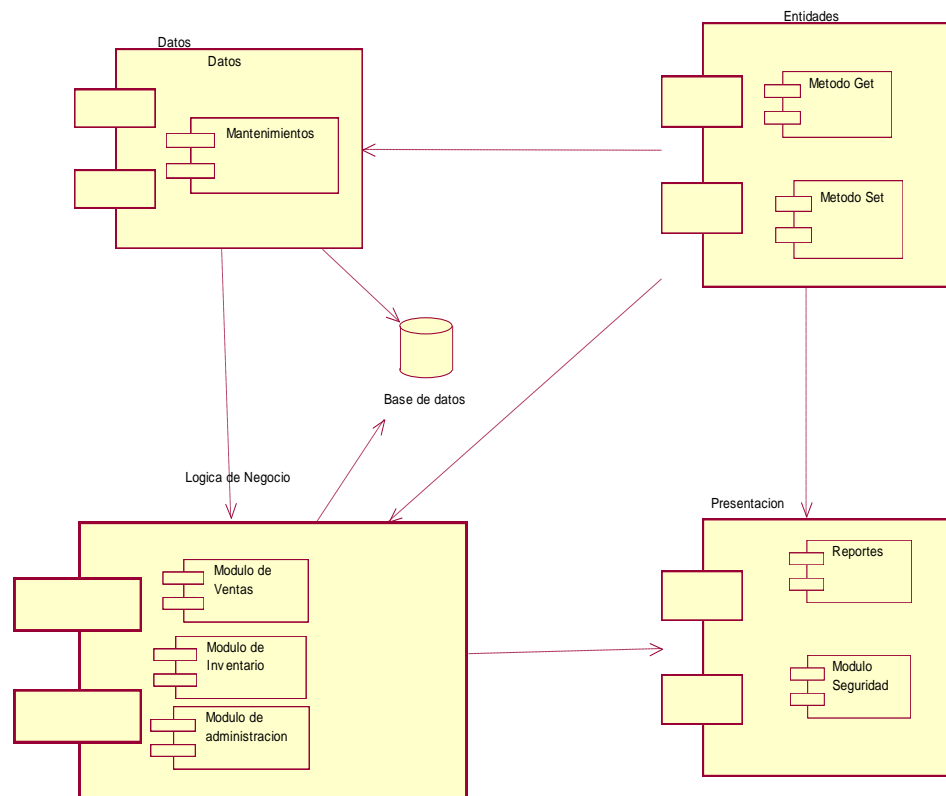 Entidades
Datos
Datos
Metodo Get
Mantenimientos
Metodo Set
Base de datos
Logica de Negocio
Presentacion
Reportes
Modulo de
Ventas
Modulo de
Inventario
Modulo
Seguridad
Modulo de
administracion